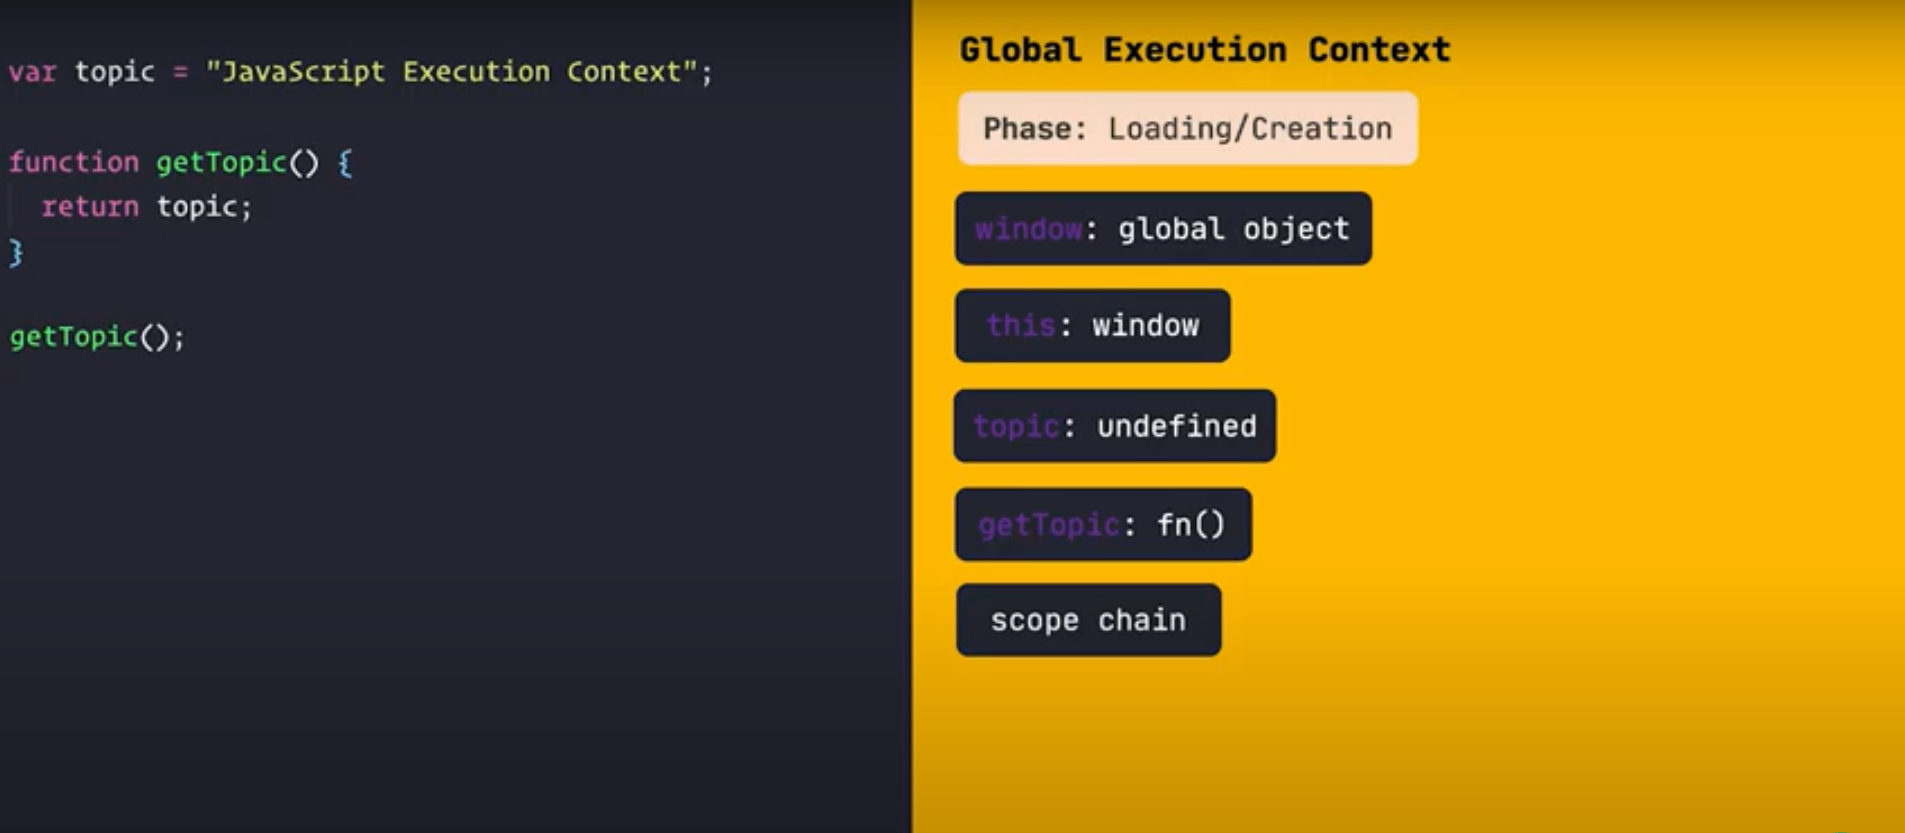 var topic = "JavaScript Execution Context";
function getTopic() {
  return topic;
}
getTopic();
Global Execution Context
Phase: Loading/Creation
window: global object
this: window
topic: undefined
getTopic: fn()
scope chain